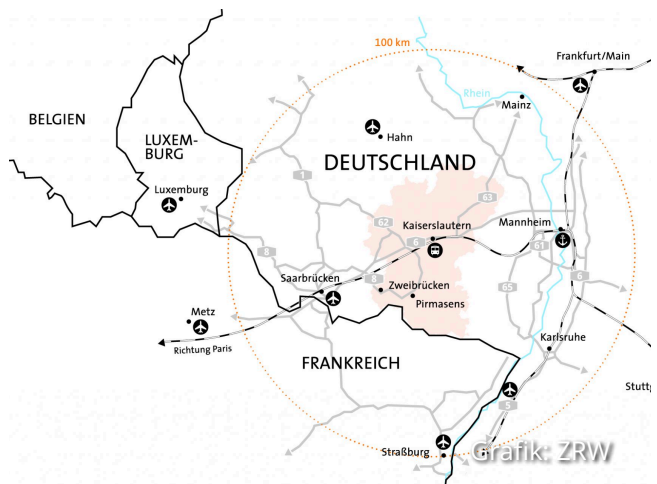 100 km
Frankfurt/Main
Rhein
Mainz
BELGIEN
Hahn
LUXEM-
BURG
DEUTSCHLAND
1
Luxemburg
63
62
Kaiserslautern
Mannheim
6
61
8
8
6
Saarbrücken
Zweibrücken
65
Pirmasens
Metz
Richtung Paris
Karlsruhe
FRANKREICH
Stuttg
5
Straßburg
Grafik: ZRW